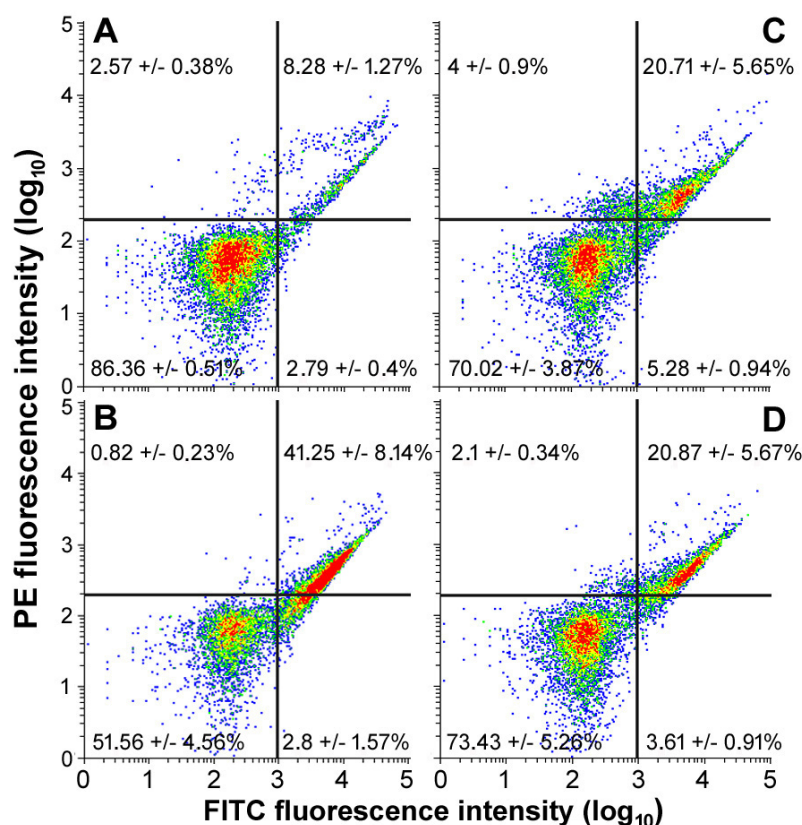 A
C
2.57 +/- 0.38%
8.28 +/- 1.27%
4 +/- 0.9%
20.71 +/- 5.65%
5
4
3
2
1
0
86.36 +/- 0.51%
2.79 +/- 0.4%
70.02 +/- 3.87%
5.28 +/- 0.94%
B
D
0.82 +/- 0.23%
41.25 +/- 8.14%
2.1 +/- 0.34%
20.87 +/- 5.67%
5
4
3
2
1
0
51.56 +/- 4.56%
2.8 +/- 1.57%
73.43 +/- 5.26%
3.61 +/- 0.91%
0 1 2 3 4 5
0 1 2 3 4 5
PE fluorescence intensity (log10)
FITC fluorescence intensity (log10)